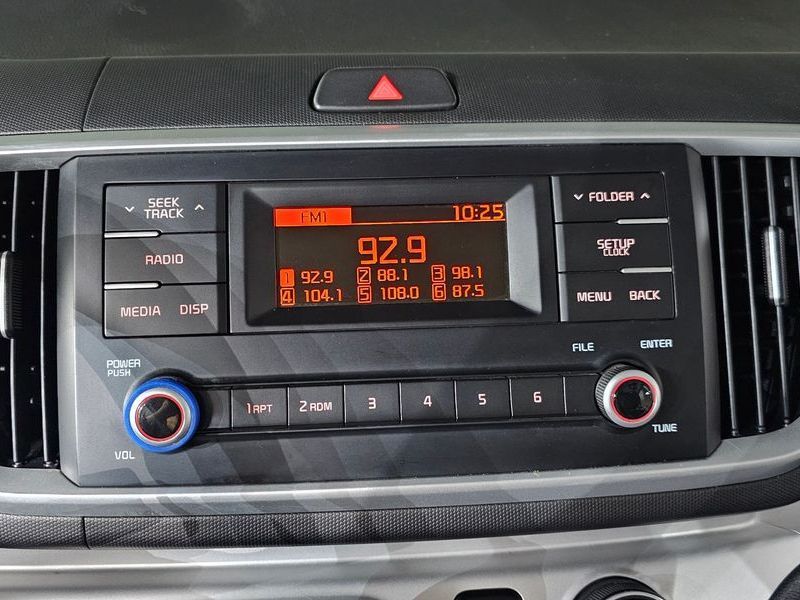 SEEK
TRACK
RADIO
MEDIA DISP
FM1 10:25
92.9
1 92.9 2 88.1 3 98.1
4 104.1 5 108.0 6 87.5
FOLDER
SETUP
CLOCK
MENU BACK
POWER
PUSH
VOL
1 RPT 2 RDM 3 4 5 6
FILE ENTER
TUNE